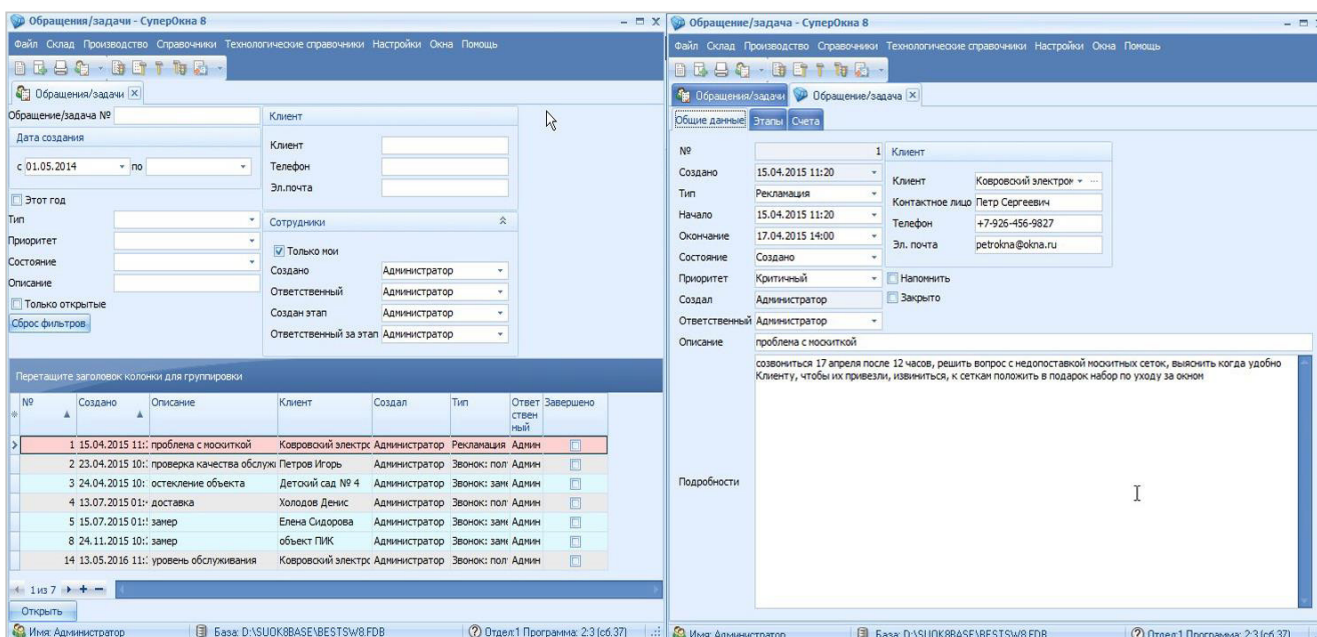 Обращения/задачи - СуперОкна 8
Файл Склад Производство Справочники Технологические справочники Настройки Окна Помощь
Обращения/задачи
Обращение/задача №
Дата создания
с 01.05.2014 по
Этот год
Тип
Приоритет
Состояние
Описание
Только открытые
Сброс фильтров
Клиент
Клиент
Телефон
Эл.почта
Сотрудники
Только мои
Создано Администратор
Ответственный Администратор
Создан этап Администратор
Ответственный за этап Администратор
Перетащите заголовок колонки для группировки
№ Создано Описание Клиент Создал Тип Ответственный Завершено
1 15.04.2015 11: проблема с москиткой Ковровский электро Администратор Рекламация Админ
2 23.04.2015 10: проверка качества обслужи Петров Игорь Администратор Звонок: пол Админ
3 24.04.2015 10: остекление объекта Детский сад № 4 Администратор Звонок: заме Админ
4 13.07.2015 01: доставка Холодов Денис Администратор Звонок: пол Админ
5 15.07.2015 01: замер Елена Сидорова Администратор Звонок: заме Админ
8 24.11.2015 10: замер объект ПИК Администратор Звонок: заме Админ
14 13.05.2016 11: уровень обслуживания Ковровский электро Администратор Звонок: пол Админ
1 из 7
Открыть
Имя: Администратор База: D:\SUOK8BASE\BESTSW8.FDB Отдел:1 Программа: 2:3 (сб.37)
Обращение/задача - СуперОкна 8
Файл Склад Производство Справочники Технологические справочники Настройки Окна Помощь
Обращения/задачи Обращение/задача
Общие данные Этапы Счета
№ 1
Создано 15.04.2015 11:20
Тип Рекламация
Начало 15.04.2015 11:20
Окончание 17.04.2015 14:00
Состояние Создано
Приоритет Критичный
Создал Администратор
Ответственный Администратор
Клиент
Клиент Ковровский электрон
Контактное лицо Петр Сергеевич
Телефон +7-926-456-9827
Эл. почта petrokna@okna.ru
Напомнить
Закрыто
Описание проблема с москиткой
Подробности
созвониться 17 апреля после 12 часов, решить вопрос с недопоставкой москитных сеток, выяснить когда удобно
Клиенту, чтобы их привезли, извиниться, к сеткам положить в подарок набор по уходу за окном
Имя: Администратор База: D:\SUOK8BASE\BESTSW8.FDB Отдел:1 Программа: 2:3 (сб.37)